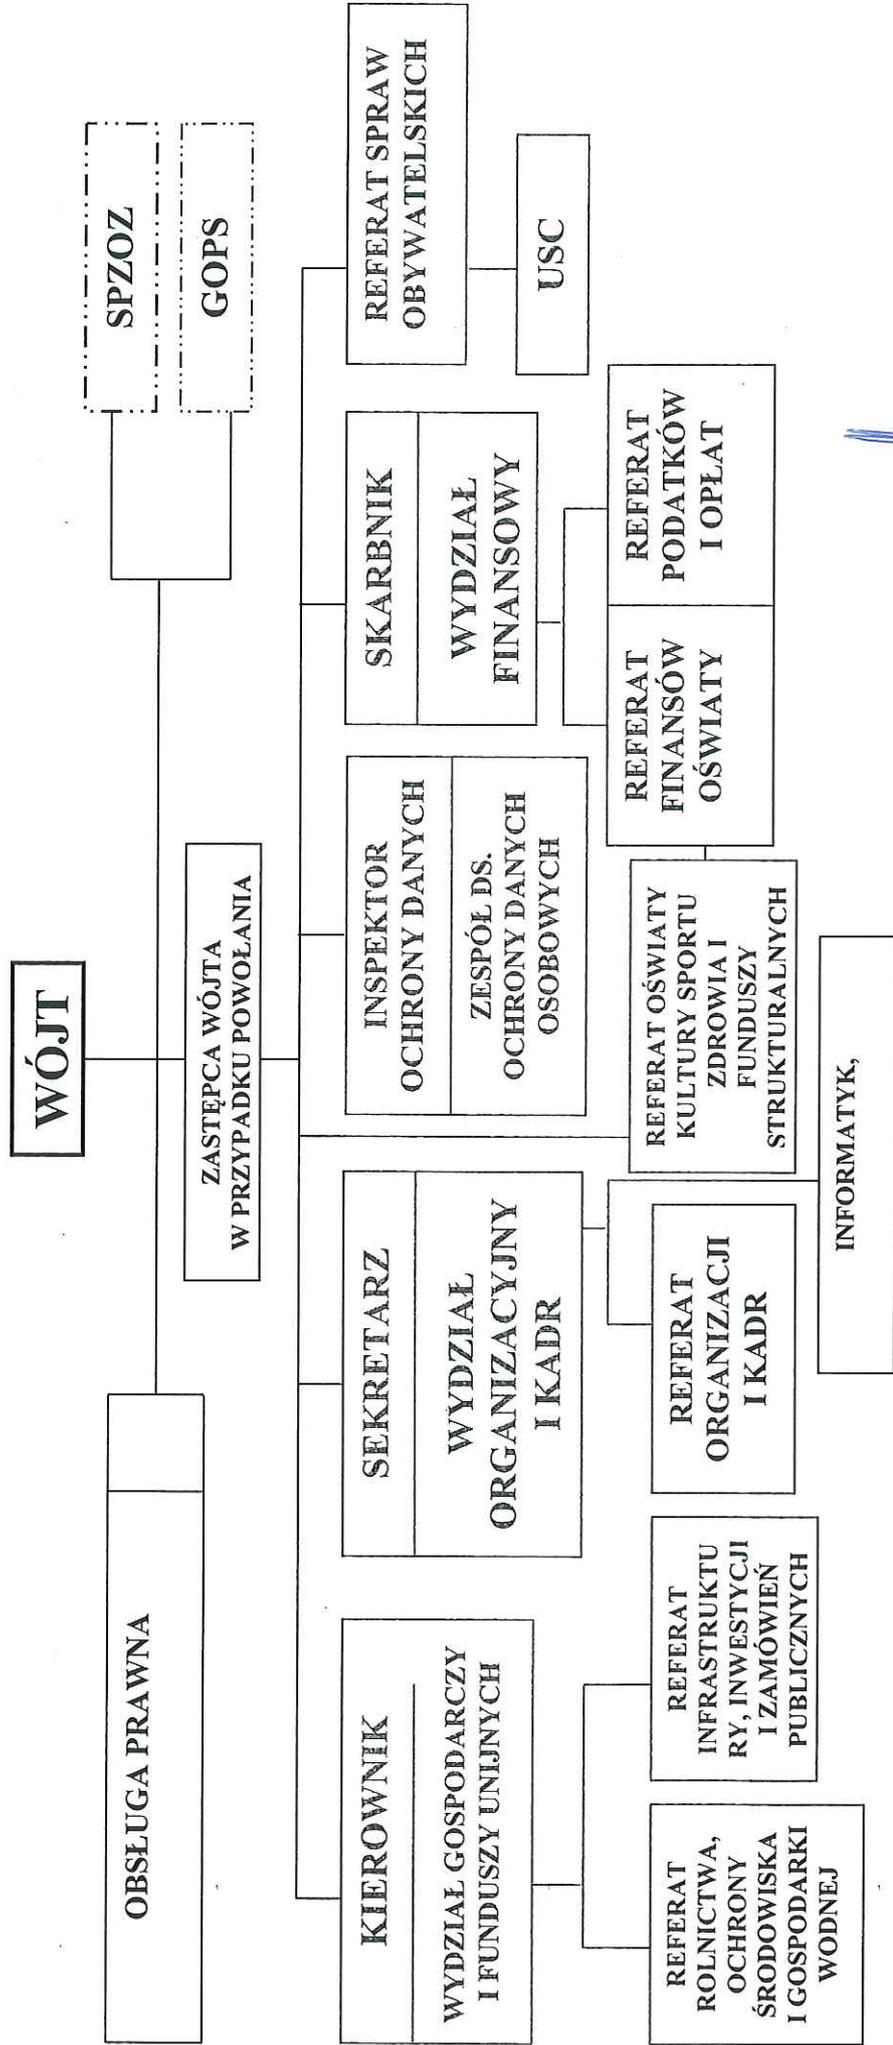 WÓJT
SPZOZ
GOPS
OBSŁUGA PRAWNA
ZASTĘPCA WÓJTA
W PRZYPADKU POWOŁANIA
KIEROWNIK
WYDZIAŁ GOSPODARCZY
I FUNDUSZY UNIJNYCH
SEKRETARZ
WYDZIAŁ
ORGANIZACYJNY
I KADR
INSPEKTOR
OCHRONY DANYCH
ZESPÓŁ DS.
OCHRONY DANYCH
OSOBOWYCH
SKARBNIK
WYDZIAŁ
FINANSOWY
REFERAT SPRAW
OBYWATELSKICH
USC
REFERAT
ROLNICTWA,
OCHRONY
ŚRODOWISKA
I GOSPODARKI
WODNEJ
REFERAT
INFRASTRUKTU
RY, INWESTYCJI
I ZAMÓWIEŃ
PUBLICZNYCH
REFERAT
ORGANIZACJI
I KADR
REFERAT OŚWIATY
KULTURY SPORTU
ZDROWIA I
FUNDUSZY
STRUKTURALNYCH
REFERAT
FINANSÓW
OŚWIATY
REFERAT
PODATKÓW
I OPŁAT
INFORMATYK,